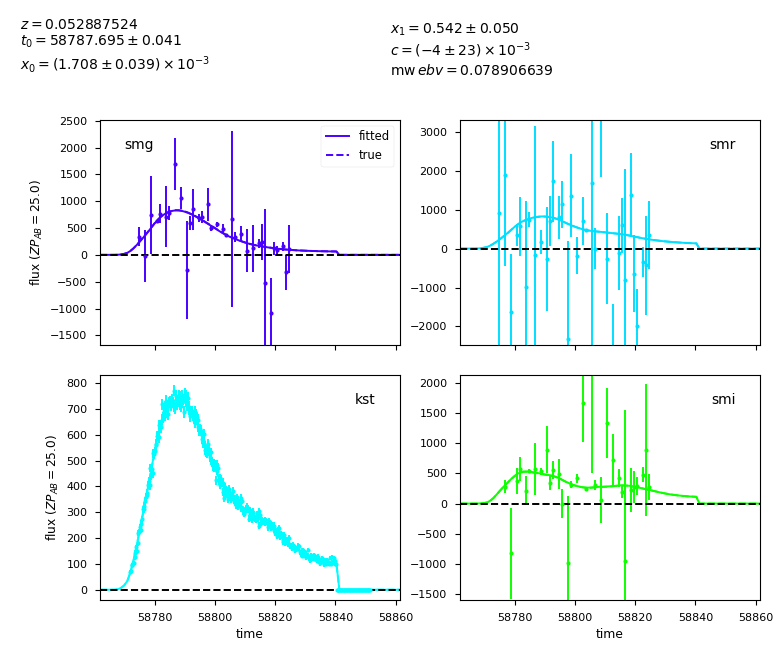 z = 0.052887524
t₀ = 58787.695 ± 0.041
x₀ = (1.708 ± 0.039) × 10⁻³
x₁ = 0.542 ± 0.050
c = (−4 ± 23) × 10⁻³
mw ebv = 0.078906639
smg
fitted
true
2500
2000
1500
1000
500
0
−500
−1000
−1500
flux (ZP_AB = 25.0)
smr
3000
2000
1000
0
−1000
−2000
kst
800
700
600
500
400
300
200
100
0
flux (ZP_AB = 25.0)
58780 58800 58820 58840 58860
time
smi
2000
1500
1000
500
0
−500
−1000
−1500
58780 58800 58820 58840 58860
time